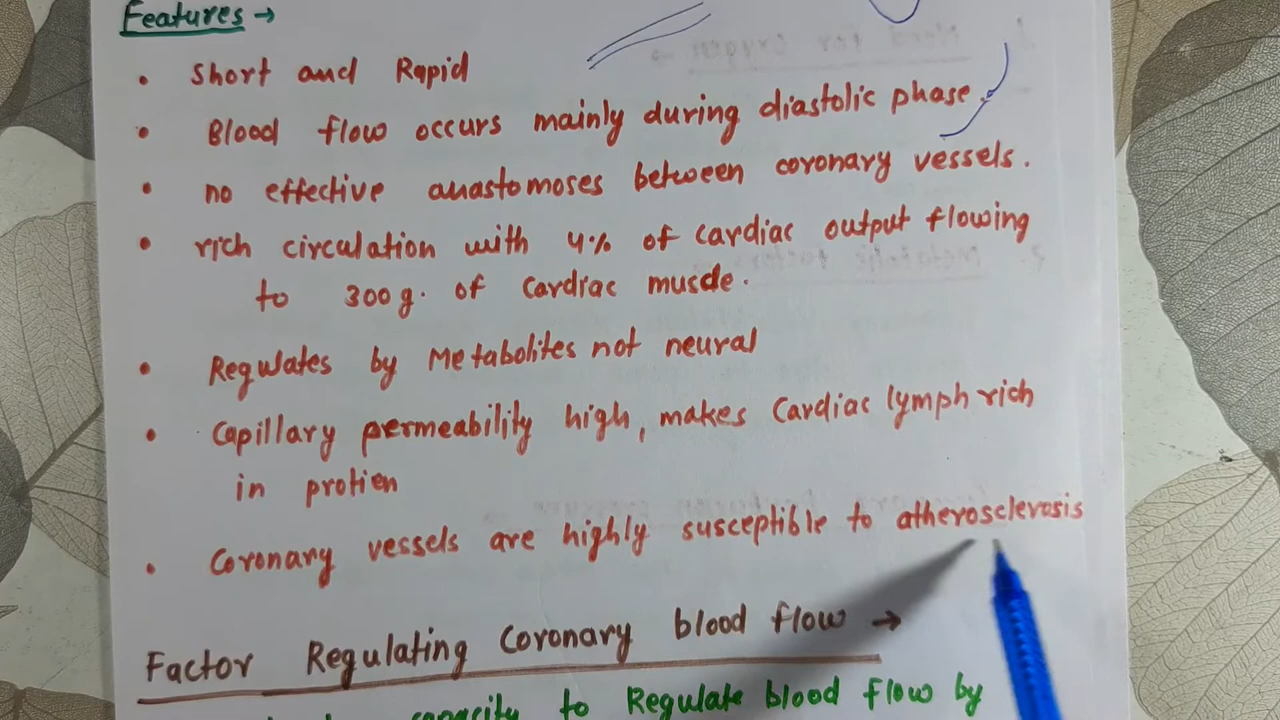 Features →
• Short and Rapid
• Blood flow occurs mainly during diastolic phase.
• no effective anastomoses between coronary vessels.
• rich circulation with 4% of cardiac output flowing
to 300g. of cardiac muscle.
• Regulates by Metabolites not neural
• Capillary permeability high, makes Cardiac lymph rich
in protien
• Coronary vessels are highly susceptible to atherosclerosis
Factor Regulating Coronary blood flow →
capacity to Regulate blood flow by